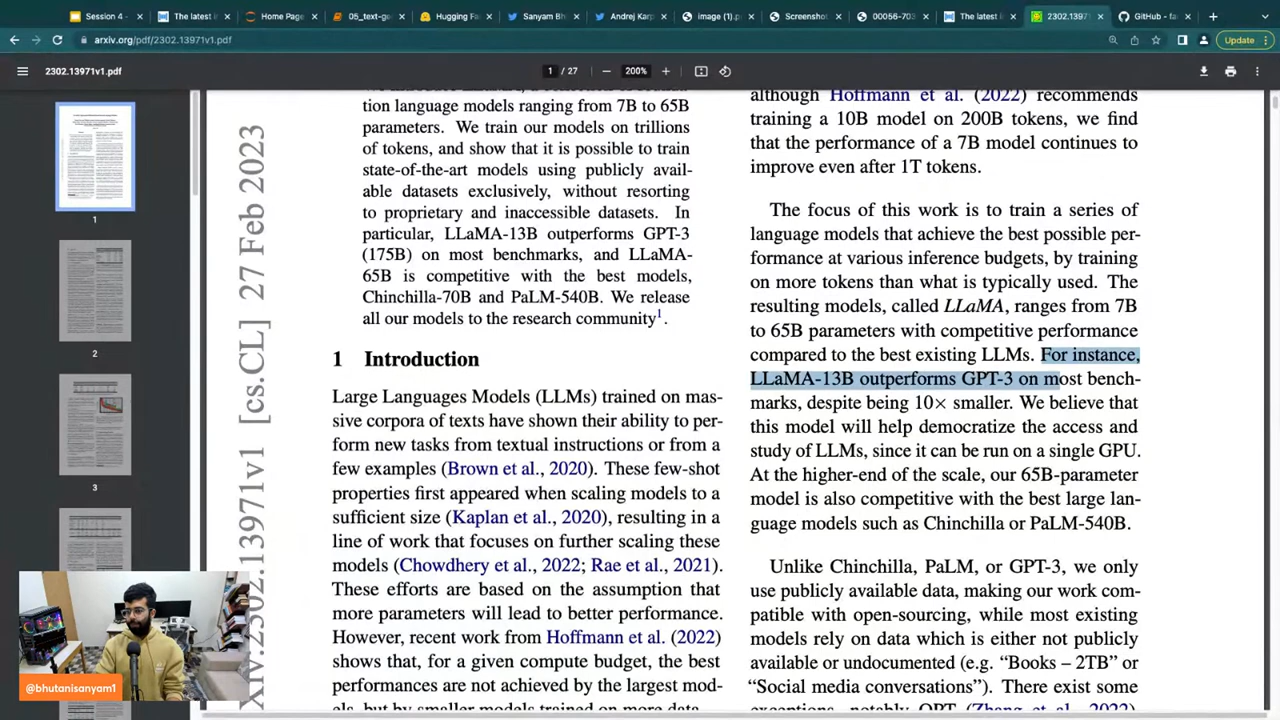 Session 4 -
The latest i
Home Page
05_text-ge
Hugging Fa
Sanyam Bh
Andrej Karp
image (1).p
Screenshot
00056-703
The latest i
2302.13971
GitHub - fa
arxiv.org/pdf/2302.13971v1.pdf
Update
2302.13971v1.pdf
1 / 27
200%
1
2
3
arXiv:2302.13971v1 [cs.CL] 27 Feb 2023
tion language models ranging from 7B to 65B
parameters. We train our models on trillions
of tokens, and show that it is possible to train
state-of-the-art models using publicly avail-
able datasets exclusively, without resorting
to proprietary and inaccessible datasets. In
particular, LLaMA-13B outperforms GPT-3
(175B) on most benchmarks, and LLaMA-
65B is competitive with the best models,
Chinchilla-70B and PaLM-540B. We release
all our models to the research community1.
1 Introduction
Large Languages Models (LLMs) trained on mas-
sive corpora of texts have shown their ability to per-
form new tasks from textual instructions or from a
few examples (Brown et al., 2020). These few-shot
properties first appeared when scaling models to a
sufficient size (Kaplan et al., 2020), resulting in a
line of work that focuses on further scaling these
models (Chowdhery et al., 2022; Rae et al., 2021).
These efforts are based on the assumption that
more parameters will lead to better performance.
However, recent work from Hoffmann et al. (2022)
shows that, for a given compute budget, the best
performances are not achieved by the largest mod-
although Hoffmann et al. (2022) recommends
training a 10B model on 200B tokens, we find
that the performance of a 7B model continues to
improve even after 1T tokens.
The focus of this work is to train a series of
language models that achieve the best possible per-
formance at various inference budgets, by training
on more tokens than what is typically used. The
resulting models, called LLaMA, ranges from 7B
to 65B parameters with competitive performance
compared to the best existing LLMs. For instance,
LLaMA-13B outperforms GPT-3 on most bench-
marks, despite being 10× smaller. We believe that
this model will help democratize the access and
study of LLMs, since it can be run on a single GPU.
At the higher-end of the scale, our 65B-parameter
model is also competitive with the best large lan-
guage models such as Chinchilla or PaLM-540B.
Unlike Chinchilla, PaLM, or GPT-3, we only
use publicly available data, making our work com-
patible with open-sourcing, while most existing
models rely on data which is either not publicly
available or undocumented (e.g. “Books – 2TB” or
“Social media conversations”). There exist some
@bhutanisanyam1